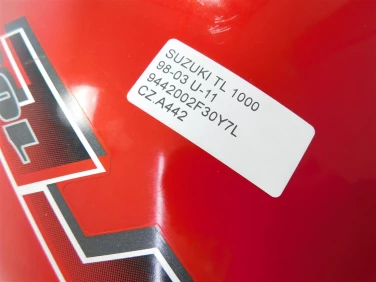 SUZUKI TL 1000
98-03 U-11
9442002F30Y7L
CZ.A442